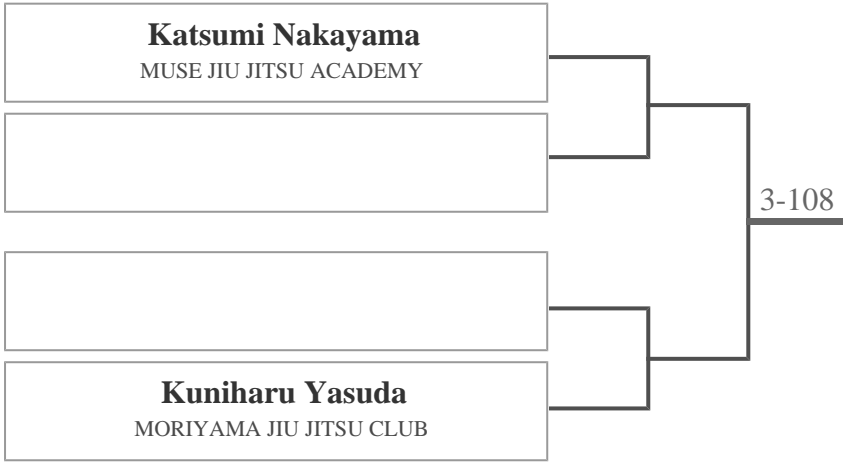 Katsumi Nakayama
MUSE JIU JITSU ACADEMY
3-108
Kuniharu Yasuda
MORIYAMA JIU JITSU CLUB